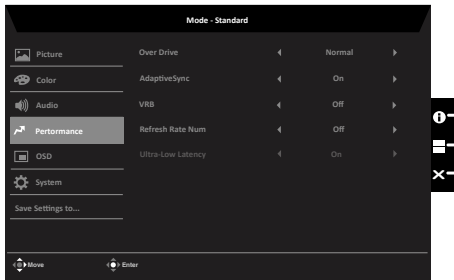 Mode - Standard
Picture
Over Drive Normal
Color
AdaptiveSync On
Audio
VRB Off
Pertormance
Refresh Rate Num Off
OSD
Ultra-Low Latency On
System
Save Settings to...
Move Enter